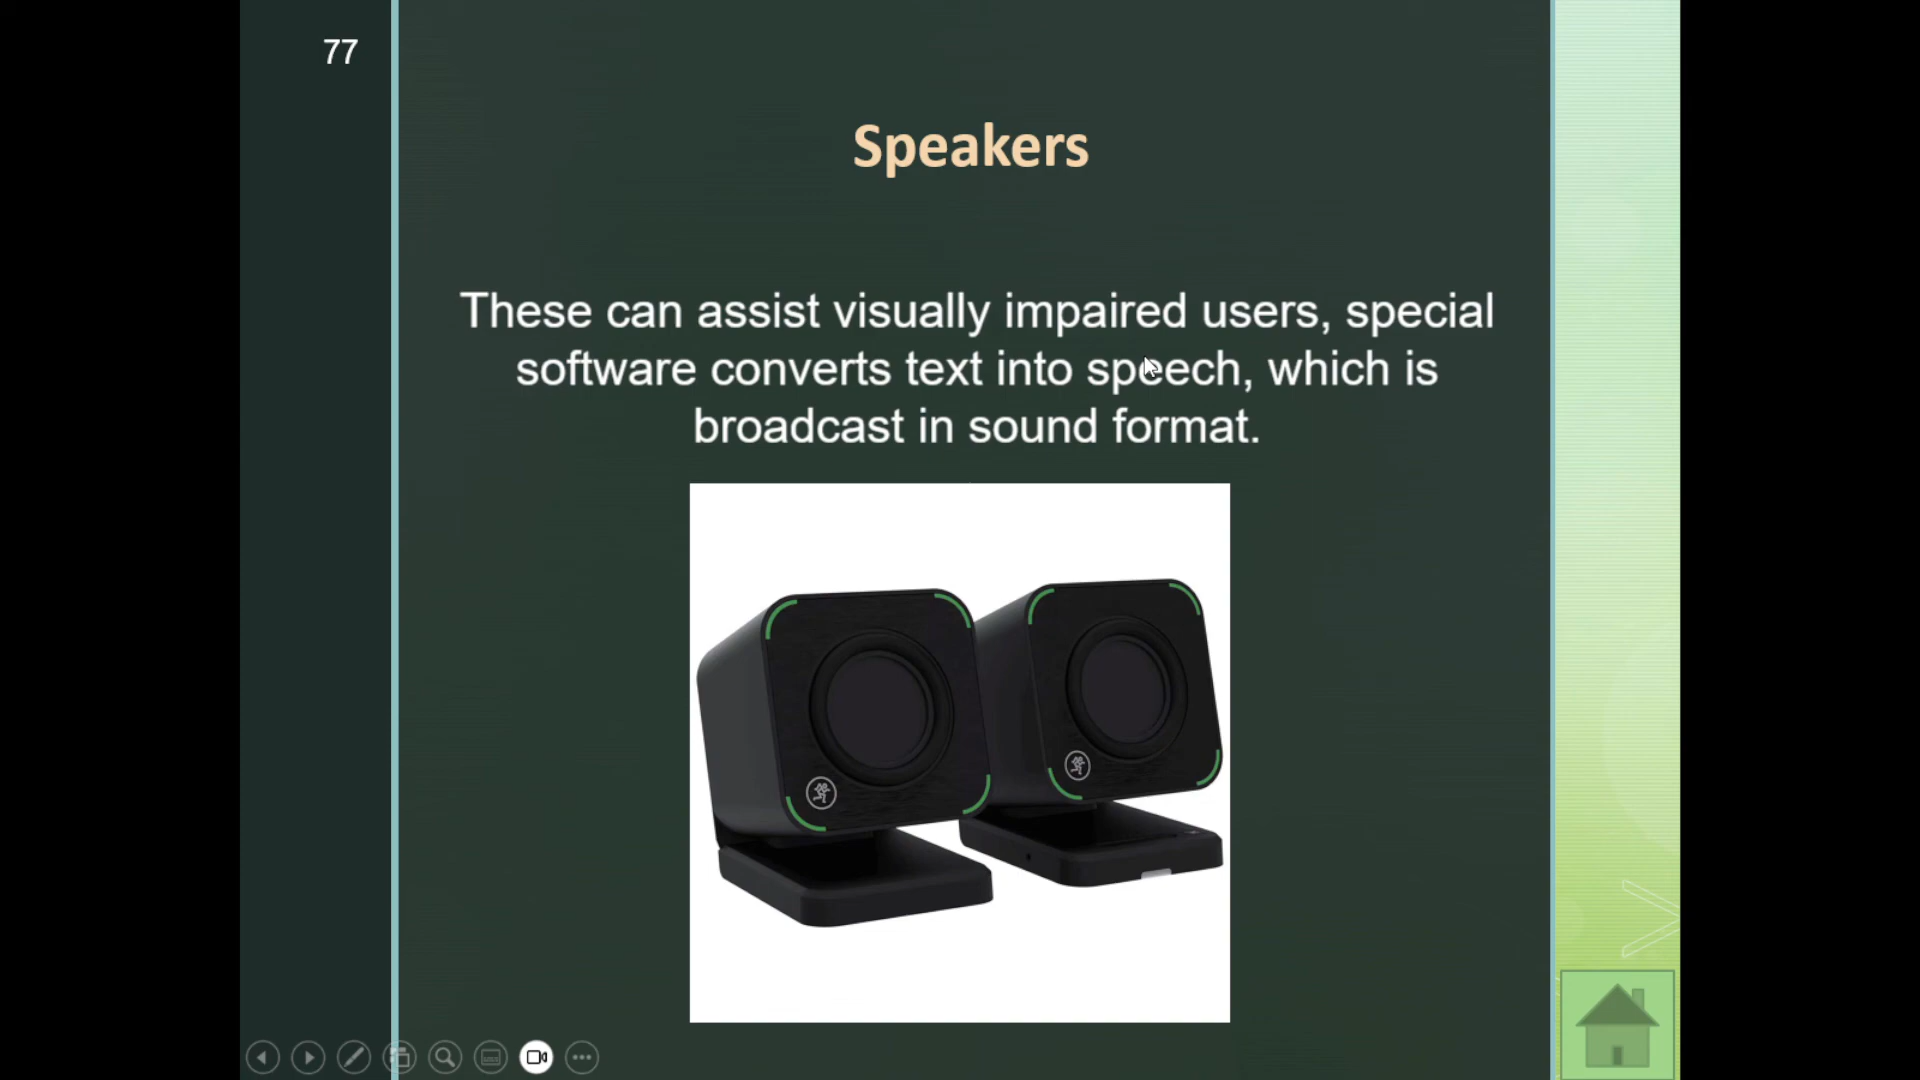 77
Speakers
These can assist visually impaired users, special
software converts text into speech, which is
broadcast in sound format.